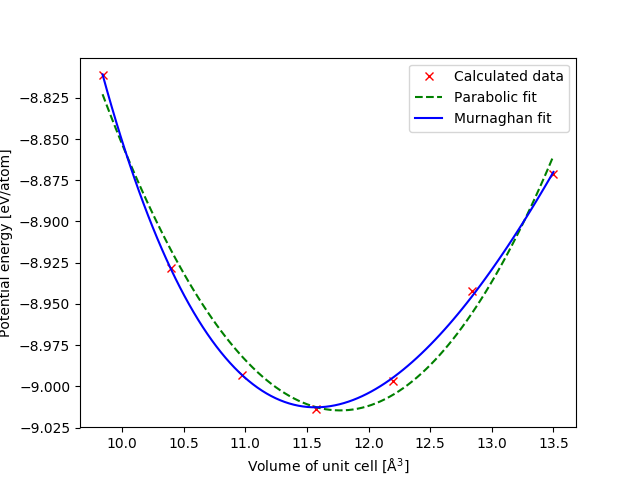 Calculated data
Parabolic fit
Murnaghan fit
−8.825
−8.850
−8.875
−8.900
−8.925
−8.950
−8.975
−9.000
−9.025
Potential energy [eV/atom]
10.0 10.5 11.0 11.5 12.0 12.5 13.0 13.5
Volume of unit cell [Å³]